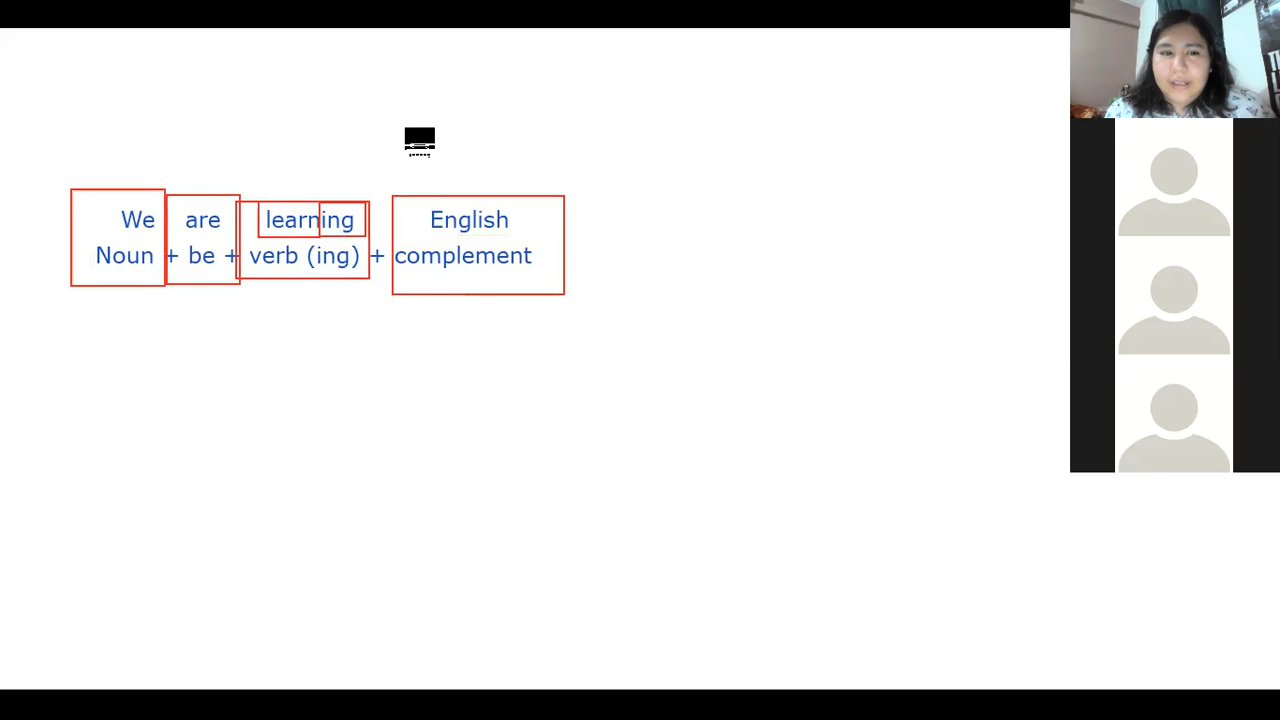 We are learning English
Noun + be + verb (ing) + complement